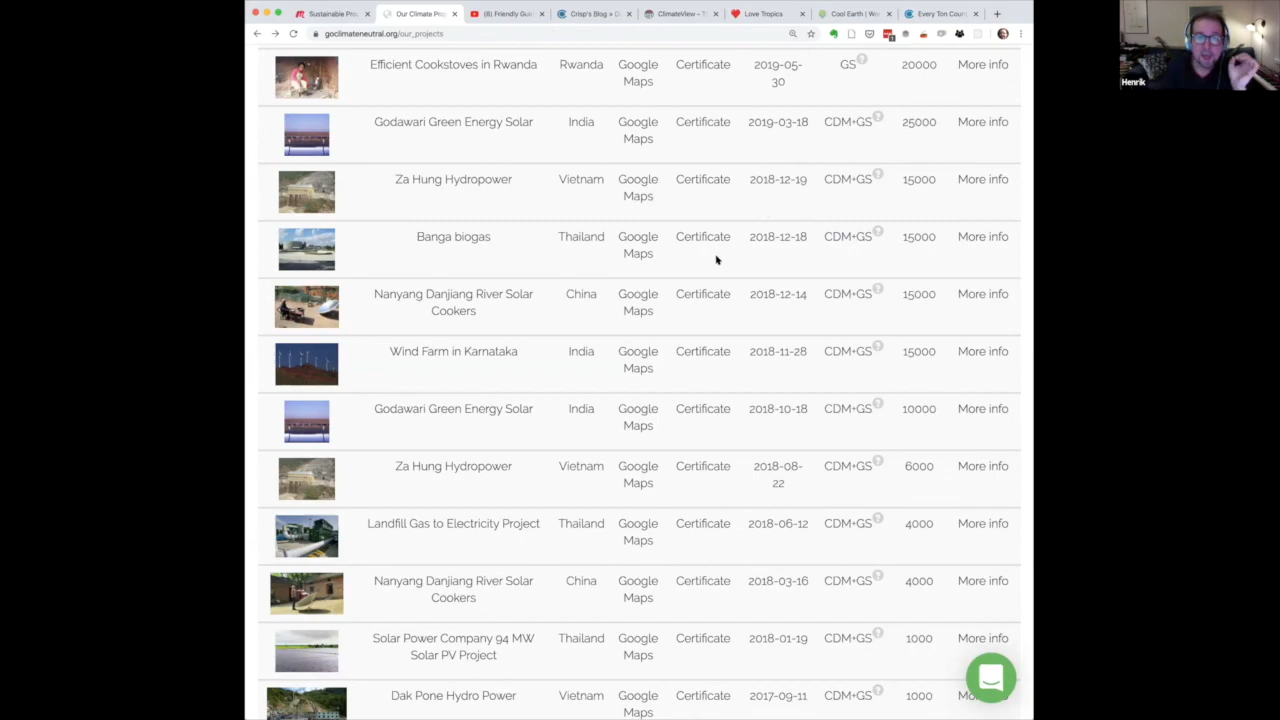 Sustainable Prou
Our Climate Proj
(6) Friendly Gui
Crisp's Blog » D
ClimateView –
Love Tropics
Cool Earth | Wo
Every Ton Coun
goclimateneutral.org/our_projects
Henrik
Efficient Cookstoves in Rwanda Rwanda Google Maps Certificate 2019-05-30 GS 20000 More info
Godawari Green Energy Solar India Google Maps Certificate 2019-03-18 CDM+GS 25000 More info
Za Hung Hydropower Vietnam Google Maps Certificate 2018-12-19 CDM+GS 15000 More info
Banga biogas Thailand Google Maps Certificate 2018-12-18 CDM+GS 15000 More info
Nanyang Danjiang River Solar Cookers China Google Maps Certificate 2018-12-14 CDM+GS 15000 More info
Wind Farm in Karnataka India Google Maps Certificate 2018-11-28 CDM+GS 15000 More info
Godawari Green Energy Solar India Google Maps Certificate 2018-10-18 CDM+GS 10000 More info
Za Hung Hydropower Vietnam Google Maps Certificate 2018-08-22 CDM+GS 6000 More info
Landfill Gas to Electricity Project Thailand Google Maps Certificate 2018-06-12 CDM+GS 4000 More info
Nanyang Danjiang River Solar Cookers China Google Maps Certificate 2018-03-16 CDM+GS 4000 More info
Solar Power Company 94 MW Solar PV Project Thailand Google Maps Certificate 2018-01-19 CDM+GS 1000 More info
Dak Pone Hydro Power Vietnam Google Maps Certificate 2017-09-11 CDM+GS 1000